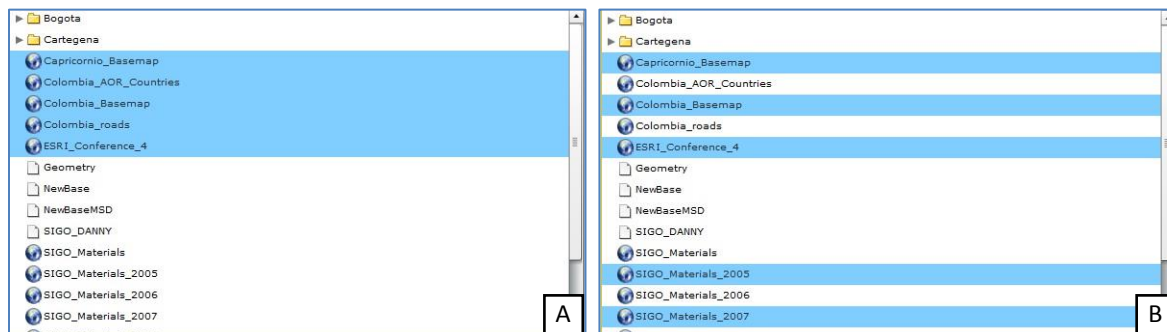 Bogota
Cartegena
Capricornio_Basemap
Colombia_AOR_Countries
Colombia_Basemap
Colombia_roads
ESRI_Conference_4
Geometry
NewBase
NewBaseMSD
SIGO_DANNY
SIGO_Materials
SIGO_Materials_2005
SIGO_Materials_2006
SIGO_Materials_2007
A
Bogota
Cartegena
Capricornio_Basemap
Colombia_AOR_Countries
Colombia_Basemap
Colombia_roads
ESRI_Conference_4
Geometry
NewBase
NewBaseMSD
SIGO_DANNY
SIGO_Materials
SIGO_Materials_2005
SIGO_Materials_2006
SIGO_Materials_2007
B